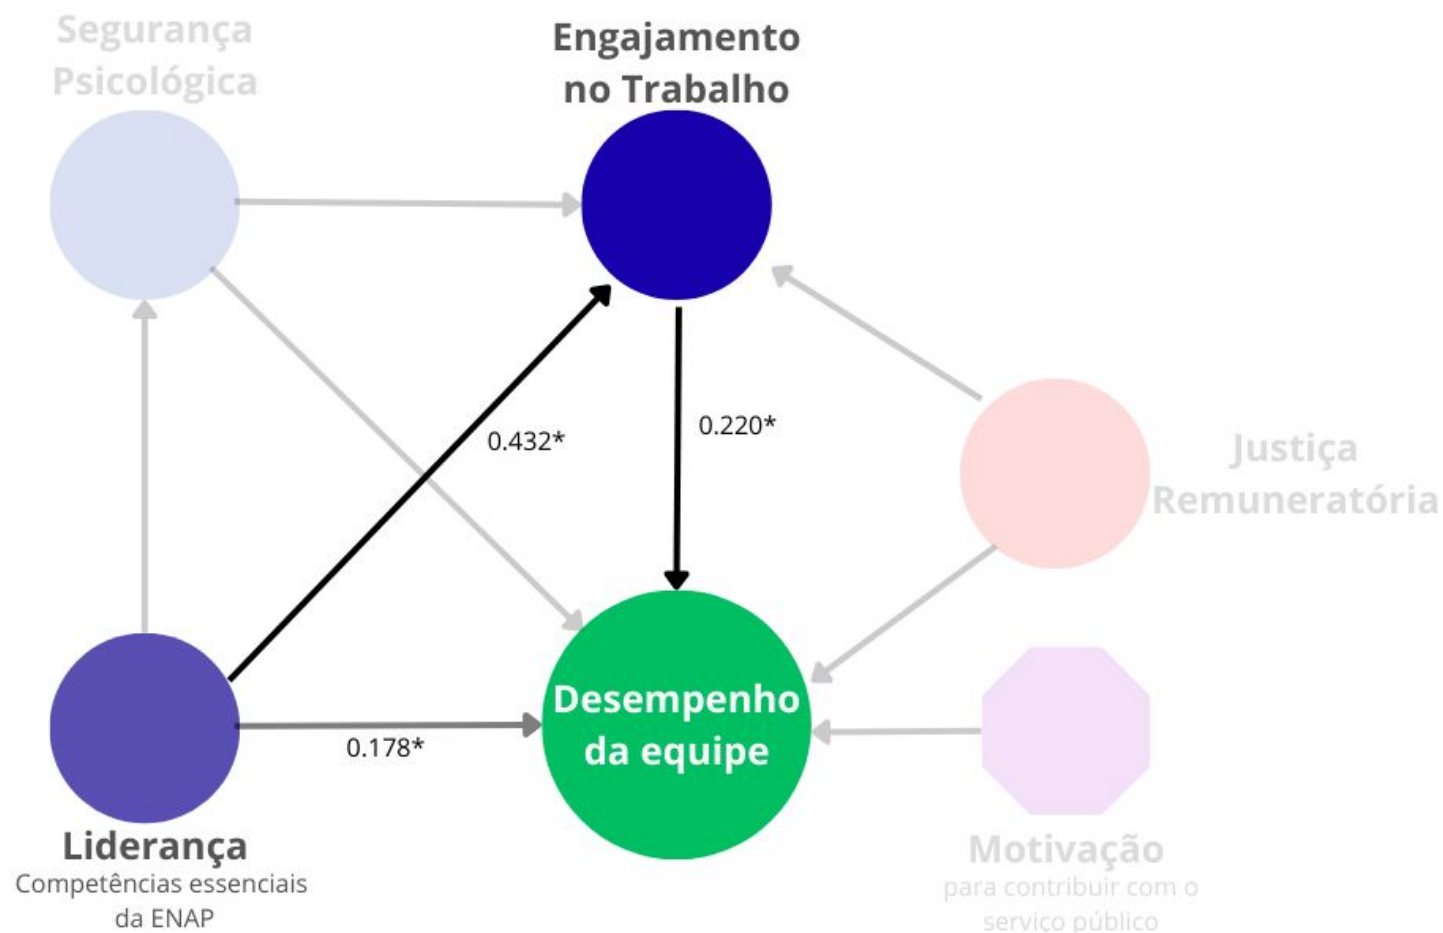 Segurança
Psicológica
Engajamento
no Trabalho
0.432*
0.220*
Justiça
Remuneratória
Desempenho
da equipe
0.178*
Liderança
Competências essenciais
da ENAP
Motivação
para contribuir com o
serviço público